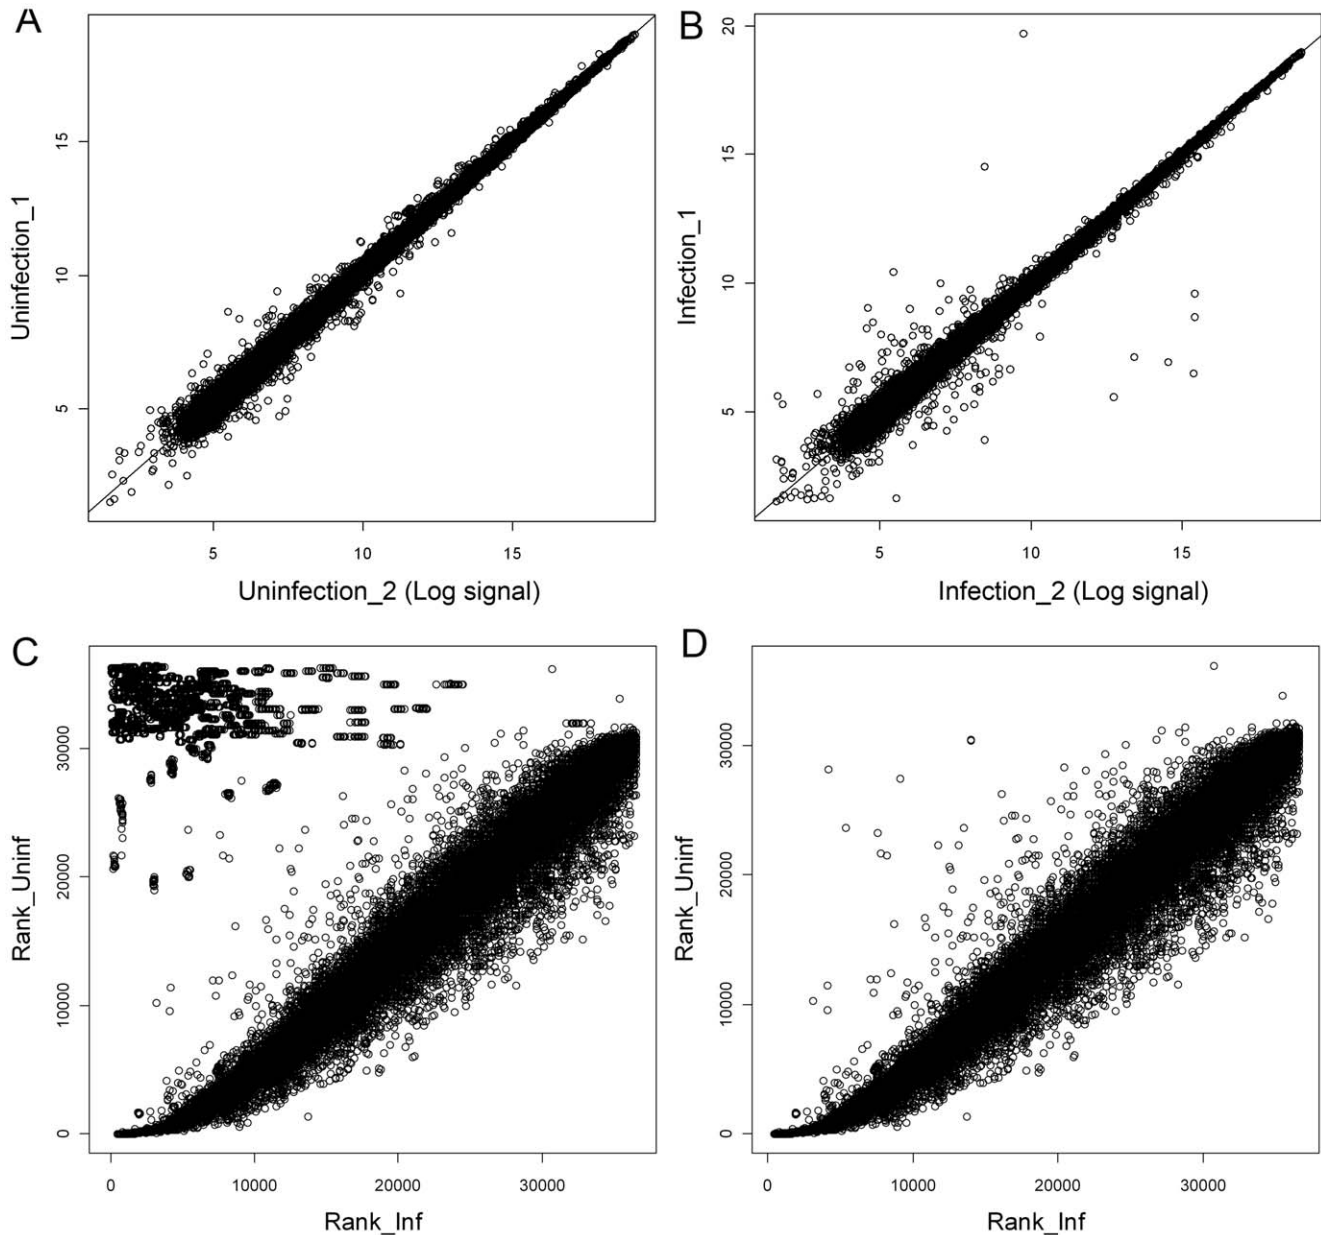 A
Uninfection_1
15
10
5
5 10 15
Uninfection_2 (Log signal)
B
Infection_1
20
15
10
5
5 10 15
Infection_2 (Log signal)
C
Rank_Uninf
30000
20000
10000
0
0 10000 20000 30000
Rank_Inf
D
Rank_Uninf
30000
20000
10000
0
0 10000 20000 30000
Rank_Inf